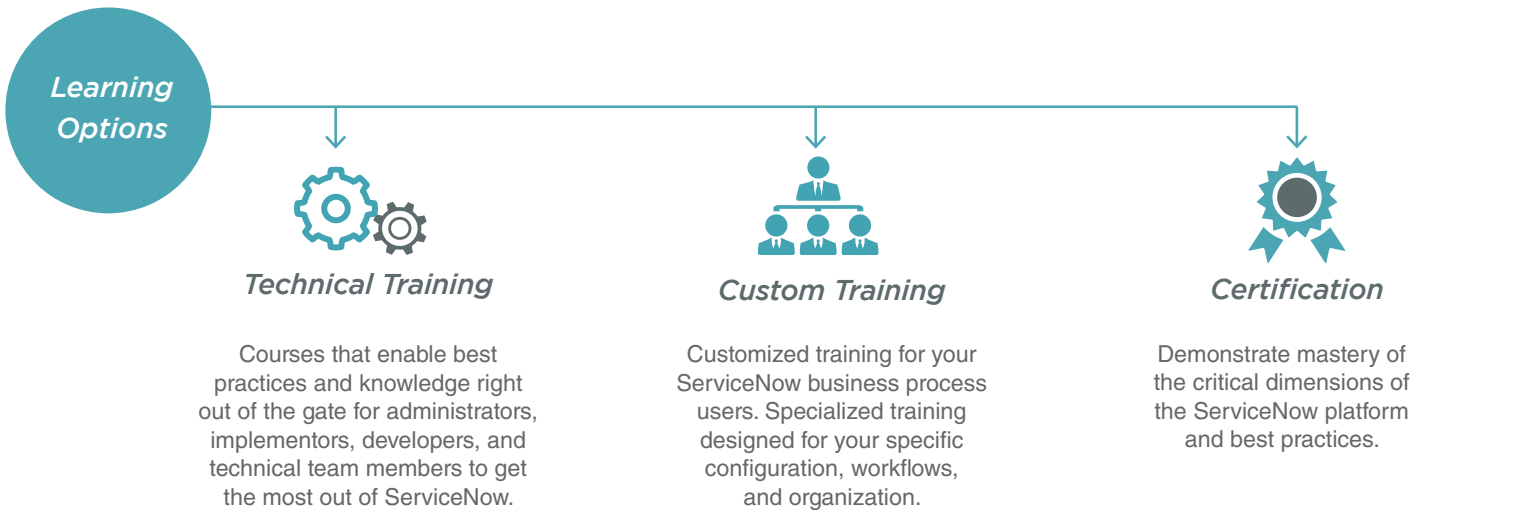 Learning
Options
Technical Training
Courses that enable best
practices and knowledge right
out of the gate for administrators,
implementors, developers, and
technical team members to get
the most out of ServiceNow.
Custom Training
Customized training for your
ServiceNow business process
users. Specialized training
designed for your specific
configuration, workflows,
and organization.
Certification
Demonstrate mastery of
the critical dimensions of
the ServiceNow platform
and best practices.